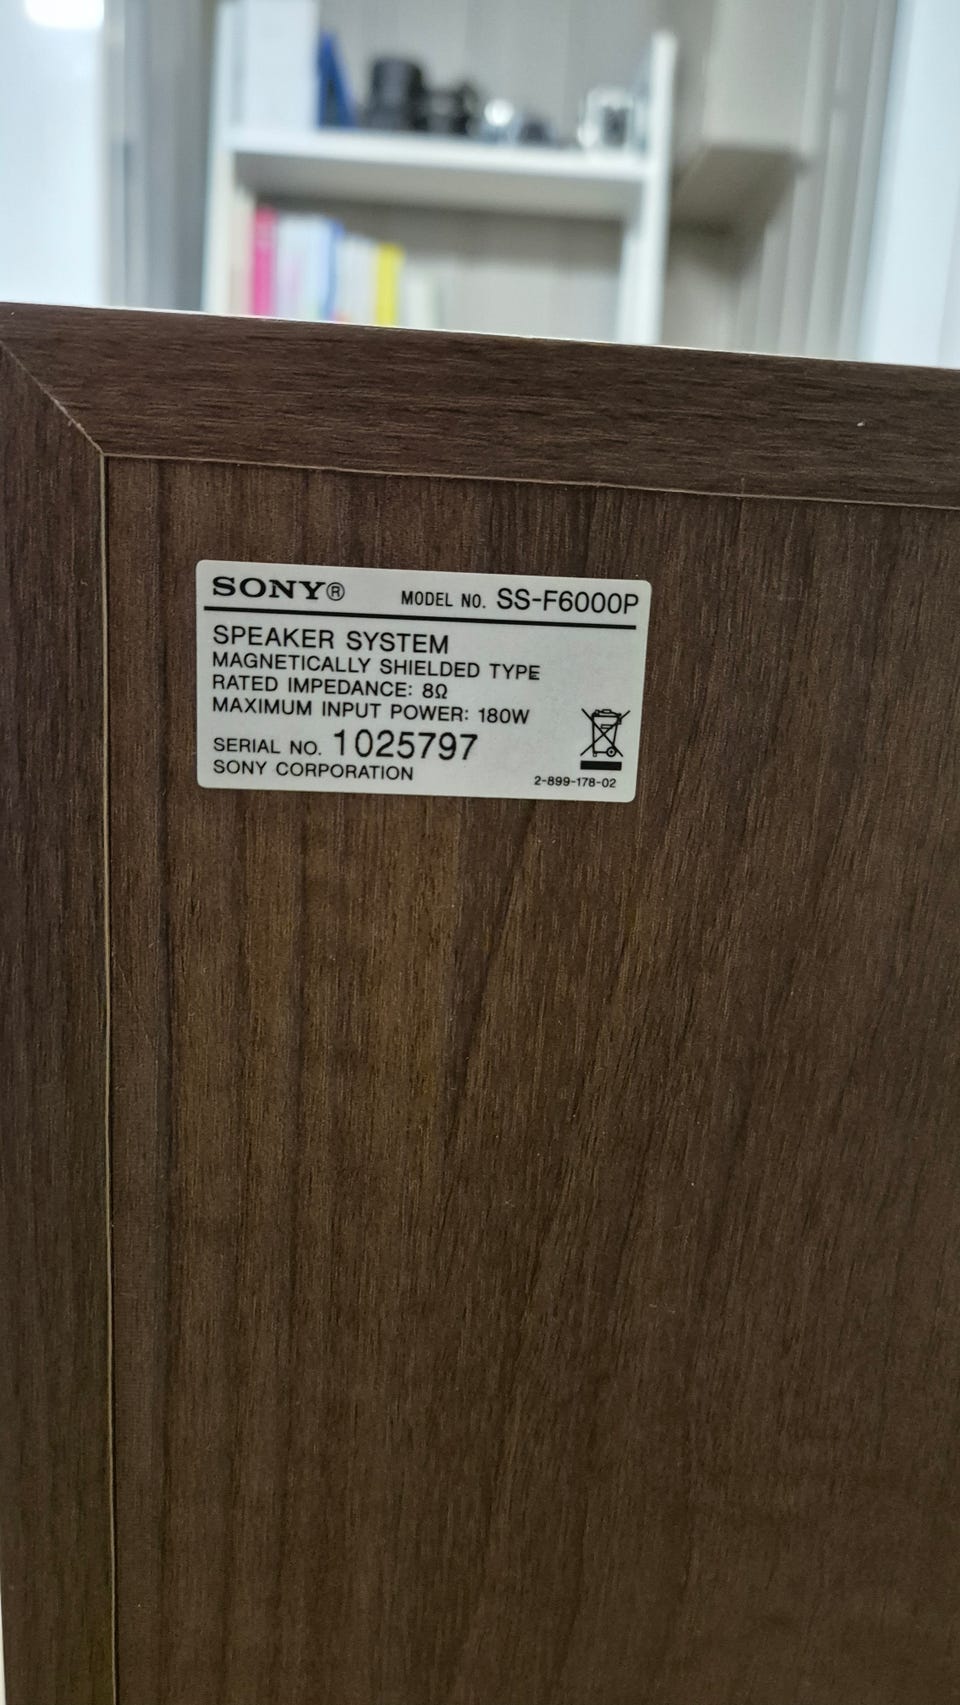 SONY® MODEL NO. SS-F6000P
SPEAKER SYSTEM
MAGNETICALLY SHIELDED TYPE
RATED IMPEDANCE: 8Ω
MAXIMUM INPUT POWER: 180W
SERIAL NO. 1025797
SONY CORPORATION 2-899-178-02